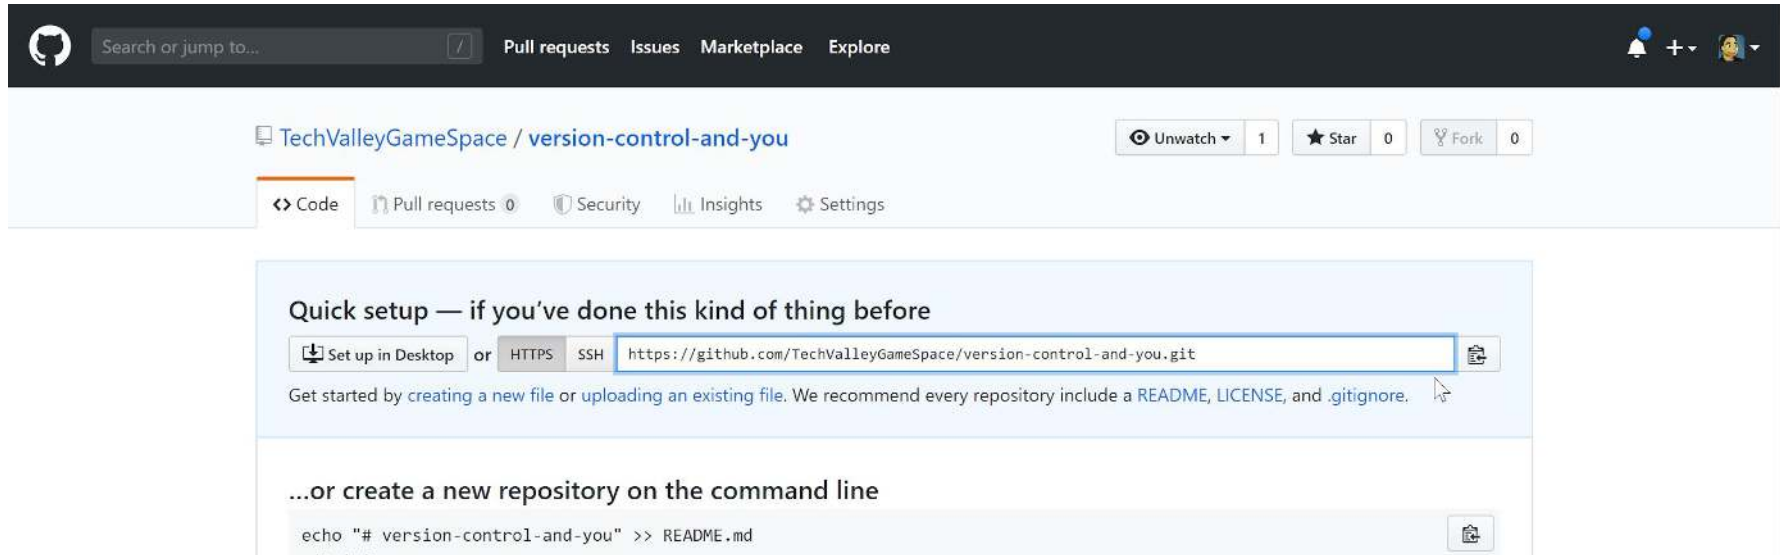 Search or jump to... / Pull requests Issues Marketplace Explore
TechValleyGameSpace / version-control-and-you Unwatch 1 Star 0 Fork 0
<> Code Pull requests 0 Security Insights Settings
Quick setup — if you’ve done this kind of thing before
Set up in Desktop or HTTPS SSH https://github.com/TechValleyGameSpace/version-control-and-you.git
Get started by creating a new file or uploading an existing file. We recommend every repository include a README, LICENSE, and .gitignore.
...or create a new repository on the command line
echo "# version-control-and-you" >> README.md